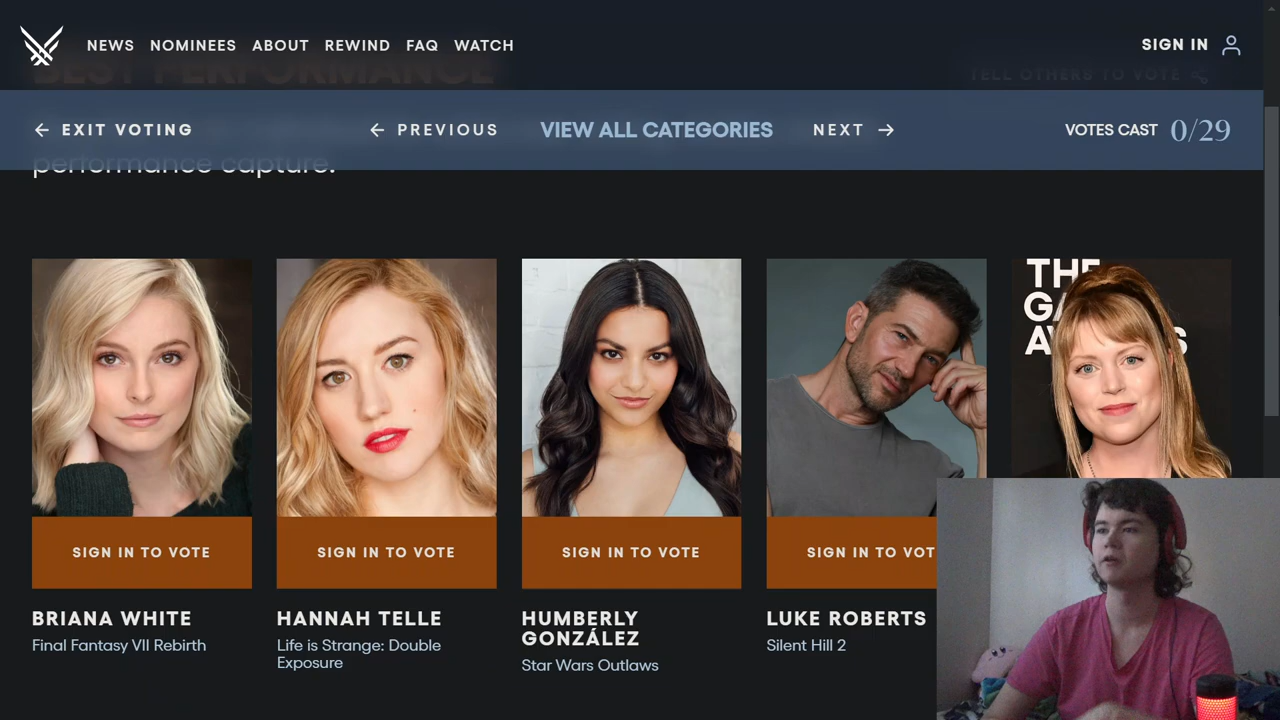 NEWS NOMINEES ABOUT REWIND FAQ WATCH SIGN IN
BEST PERFORMANCE
TELL OTHERS TO VOTE
EXIT VOTING PREVIOUS VIEW ALL CATEGORIES NEXT VOTES CAST 0/29
performance capture.
THE
SIGN IN TO VOTE SIGN IN TO VOTE SIGN IN TO VOTE SIGN IN TO VOT
BRIANA WHITE
Final Fantasy VII Rebirth
HANNAH TELLE
Life is Strange: Double
Exposure
HUMBERLY
GONZÁLEZ
Star Wars Outlaws
LUKE ROBERTS
Silent Hill 2